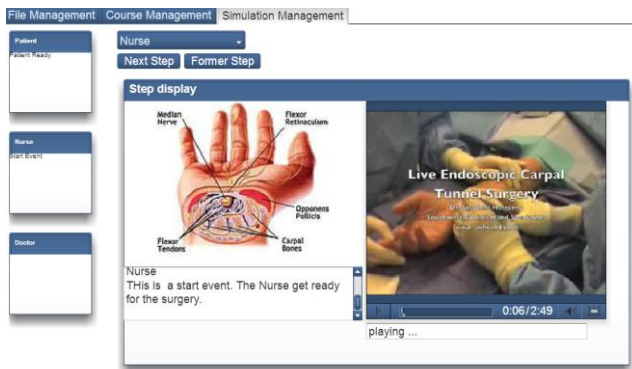 File Management Course Management Simulation Management
Patient
Patient Ready
Nurse
Start Event
Doctor
Nurse
Next Step Former Step
Step display
Median
Nerve
Flexor
Retinaculum
Opponens
Pollicis
Flexor
Tendons
Carpal
Bones
Live Endoscopic Carpal
Tunnel Surgery
Nurse
THis is a start event. The Nurse get ready
for the surgery.
0:06/2:49
playing ...